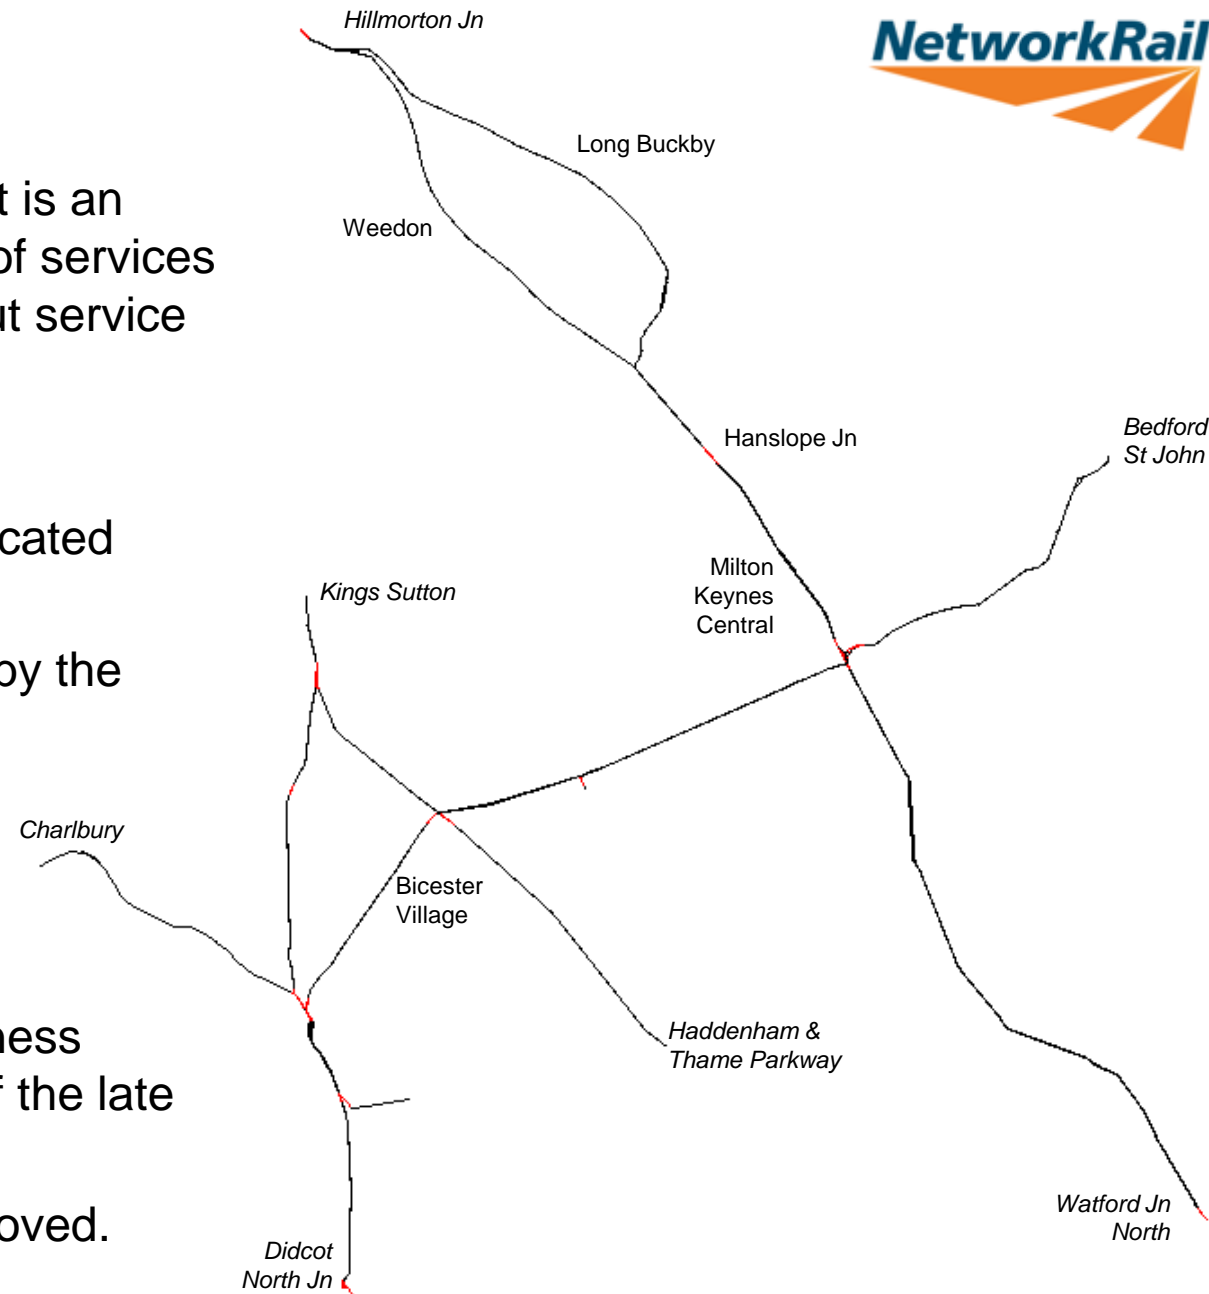 Hillmorton Jn
NetworkRail
Long Buckby
t is an
Weedon
of services
ut service
Hanslope Jn
Bedford
St John
cated
Milton
Keynes
Central
Kings Sutton
by the
Charlbury
Bicester
Village
ness
Haddenham &
Thame Parkway
f the late
Watford Jn
North
oved.
Didcot
North Jn